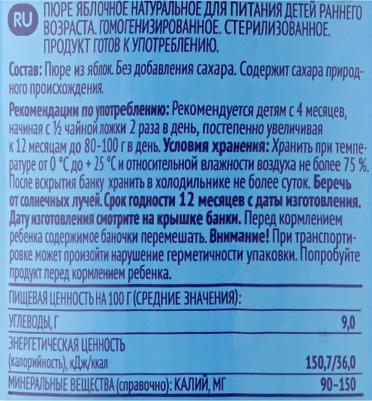 RU
ПЮРЕ ЯБЛОЧНОЕ НАТУРАЛЬНОЕ ДЛЯ ПИТАНИЯ ДЕТЕЙ РАННЕГО
ВОЗРАСТА. ГОМОГЕНИЗИРОВАННОЕ. СТЕРИЛИЗОВАННОЕ.
ПРОДУКТ ГОТОВ К УПОТРЕБЛЕНИЮ.
Состав: Пюре из яблок. Без добавления сахара. Содержит сахара природ-
ного происхождения.
Рекомендации по употреблению: Рекомендуется детям с 4 месяцев,
начиная с ½ чайной ложки 2 раза в день, постепенно увеличивая
к 12 месяцам до 80-100 г в день. Условия хранения: Хранить при темпе-
ратуре от 0 °С до + 25 °С и относительной влажности воздуха не более 75 %.
После вскрытия банку хранить в холодильнике не более суток. Беречь
от солнечных лучей. Срок годности 12 месяцев с даты изготовления.
Дату изготовления смотрите на крышке банки. Перед кормлением
ребенка содержимое баночки перемешать. Внимание! При транспорти-
ровке может произойти нарушение герметичности упаковки. Попробуйте
продукт перед кормлением ребенка.
ПИЩЕВАЯ ЦЕННОСТЬ НА 100 Г (СРЕДНИЕ ЗНАЧЕНИЯ):
УГЛЕВОДЫ, Г 9,0
ЭНЕРГЕТИЧЕСКАЯ ЦЕННОСТЬ
(калорийность), кДж/ккал 150,7/36,0
МИНЕРАЛЬНЫЕ ВЕЩЕСТВА (справочно): КАЛИЙ, МГ 90-150